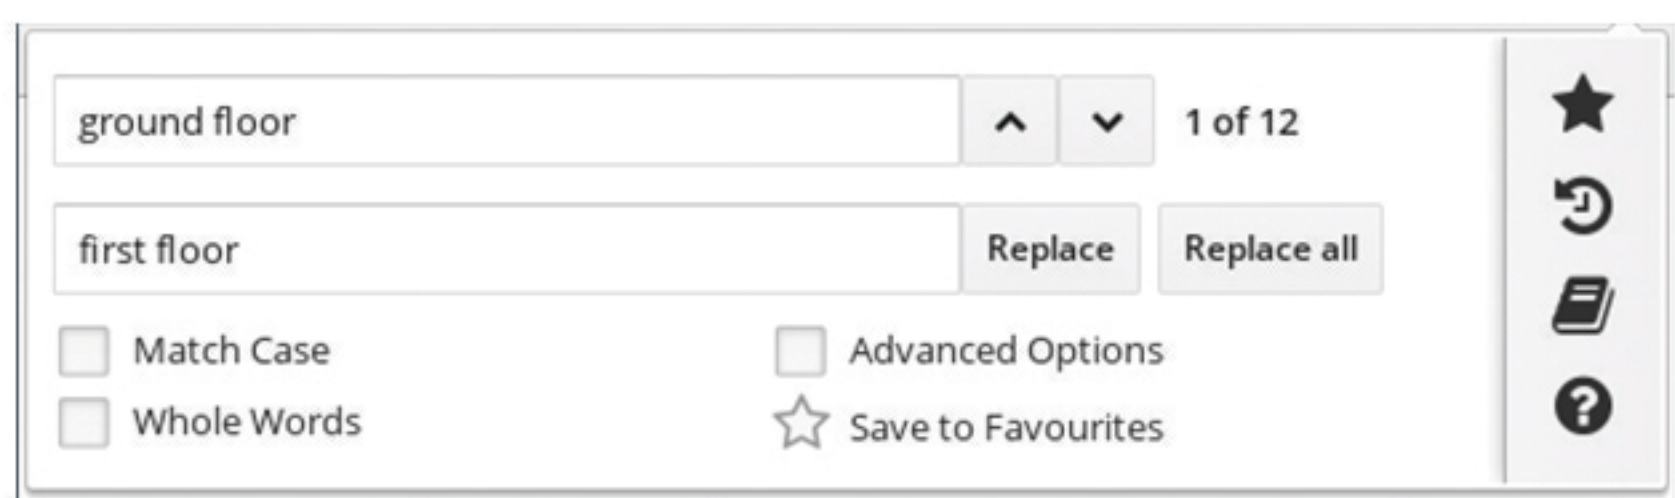 ground floor 1 of 12
first floor Replace Replace all
Match Case Advanced Options
Whole Words Save to Favourites